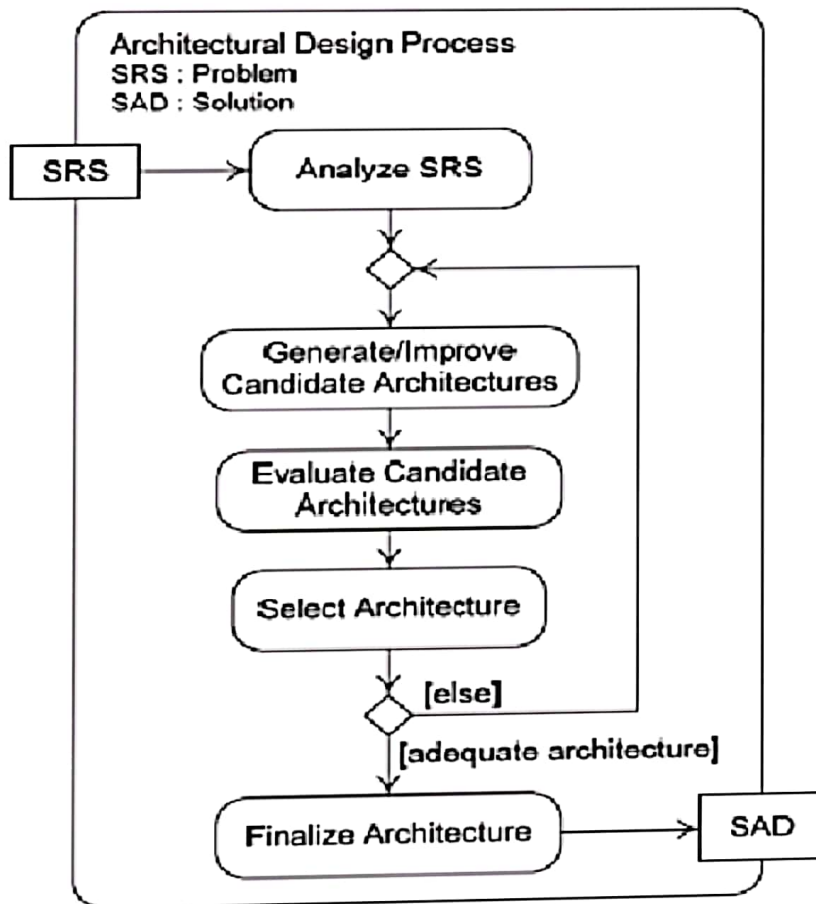 Architectural Design Process
SRS : Problem
SAD : Solution
SRS
Analyze SRS
Generate/Improve
Candidate Architectures
Evaluate Candidate
Architectures
Select Architecture
[else]
[adequate architecture]
Finalize Architecture
SAD